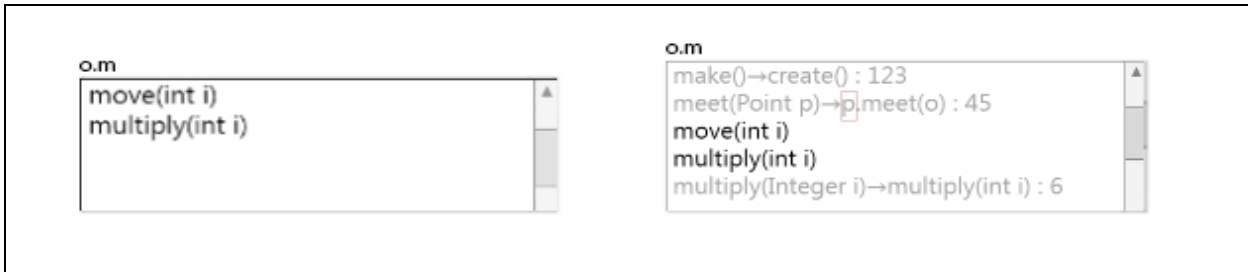 o.m
move(int i)
multiply(int i)
o.m
make()→create() : 123
meet(Point p)→p.meet(o) : 45
move(int i)
multiply(int i)
multiply(Integer i)→multiply(int i) : 6